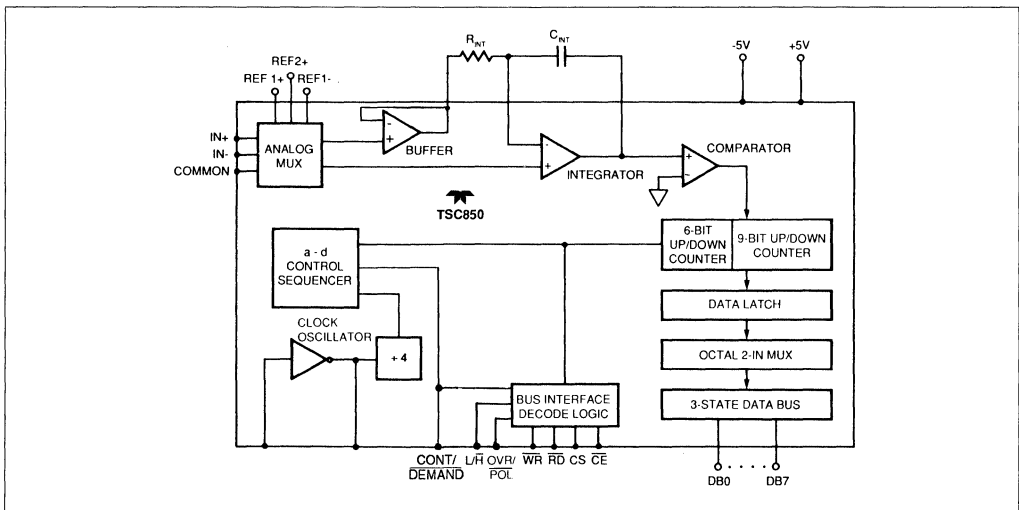 -5V
+5V
R INT
C INT
REF2+
REF 1+
REF1-
IN+
IN-
COMMON
ANALOG
MUX
-
+
BUFFER
-
+
INTEGRATOR
COMPARATOR
+
-
TSC850
6-BIT
UP/DOWN
COUNTER
9-BIT UP/DOWN
COUNTER
a - d
CONTROL
SEQUENCER
DATA LATCH
CLOCK
OSCILLATOR
+ 4
OCTAL 2-IN MUX
BUS INTERFACE
DECODE LOGIC
3-STATE DATA BUS
CONT/
DEMAND
L/H
OVR/
POL
WR
RD
CS
CE
DB0
DB7